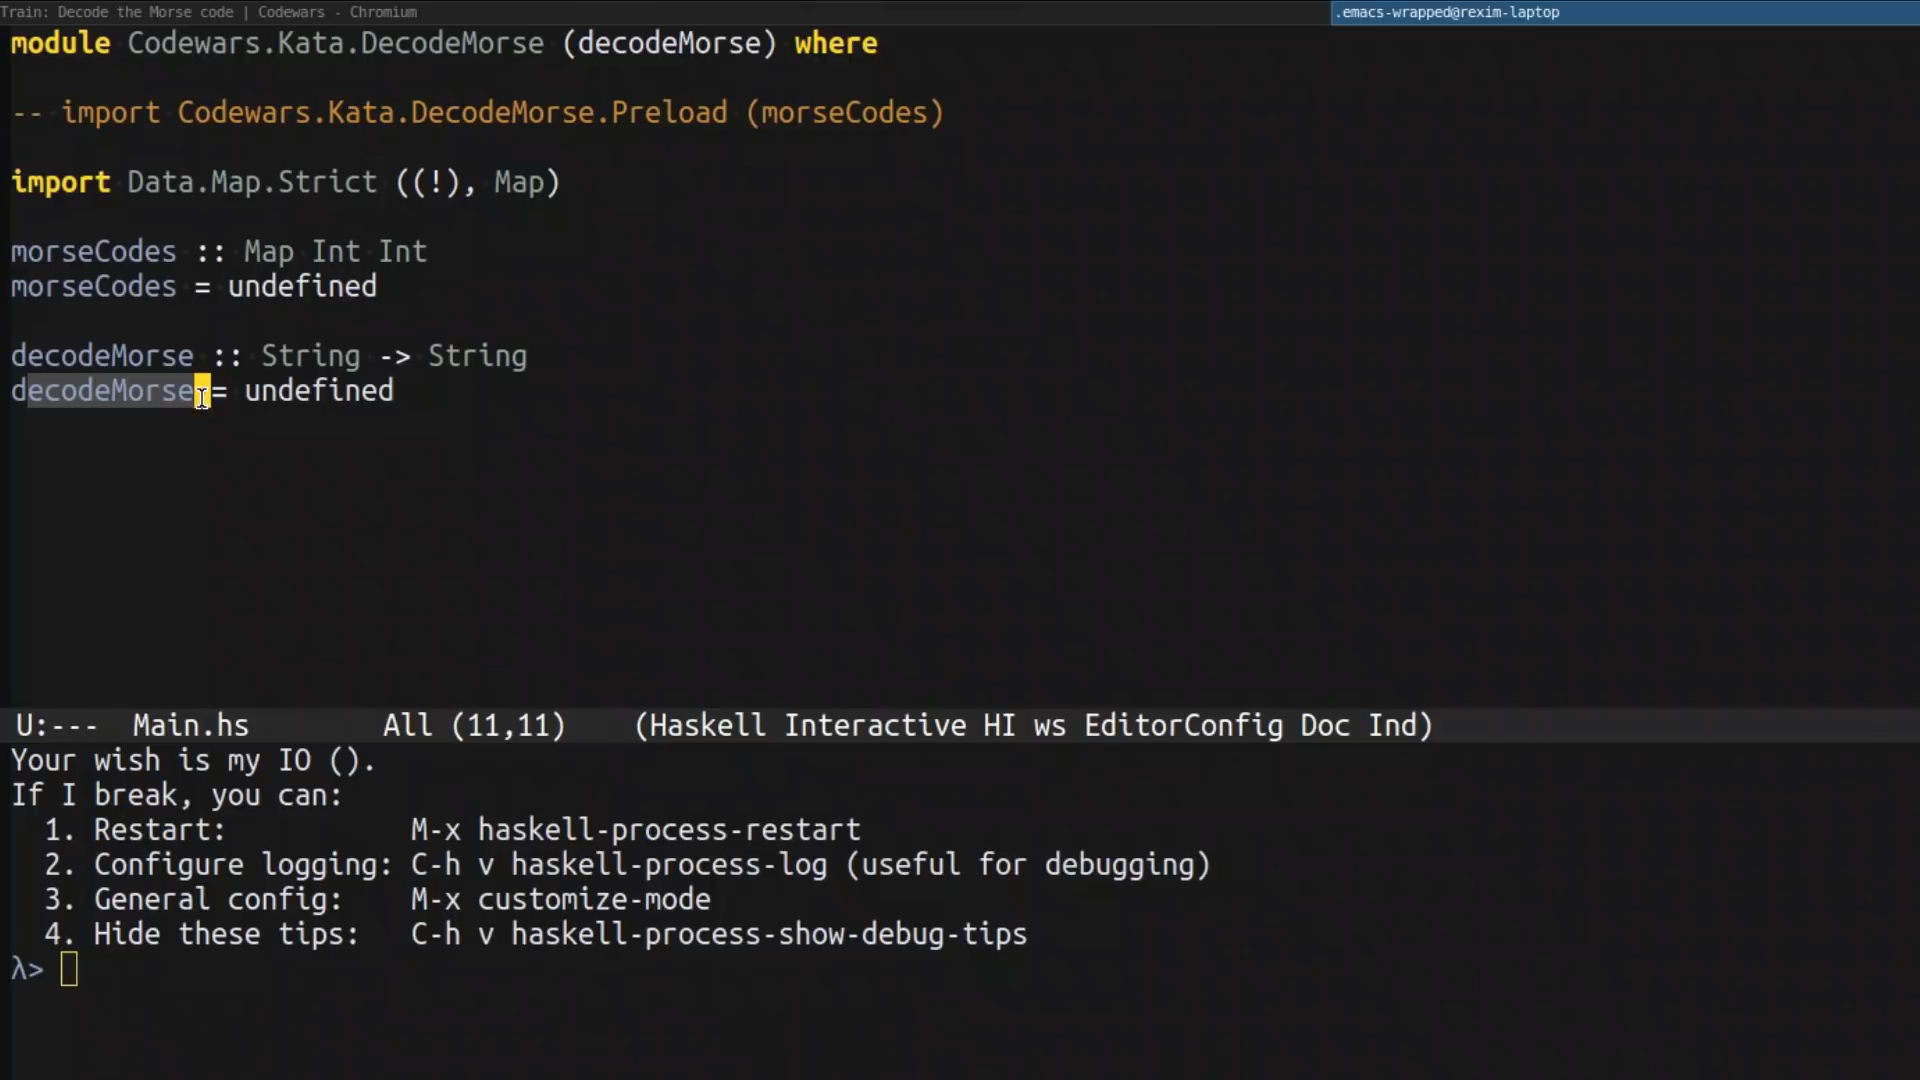 Train: Decode the Morse code | Codewars - Chromium
.emacs-wrapped@rexim-laptop
module Codewars.Kata.DecodeMorse (decodeMorse) where
-- import Codewars.Kata.DecodeMorse.Preload (morseCodes)
import Data.Map.Strict ((!), Map)
morseCodes :: Map Int Int
morseCodes = undefined
decodeMorse :: String -> String
decodeMorse = undefined
U:--- Main.hs All (11,11) (Haskell Interactive HI ws EditorConfig Doc Ind)
Your wish is my IO ().
If I break, you can:
1. Restart: M-x haskell-process-restart
2. Configure logging: C-h v haskell-process-log (useful for debugging)
3. General config: M-x customize-mode
4. Hide these tips: C-h v haskell-process-show-debug-tips
λ>